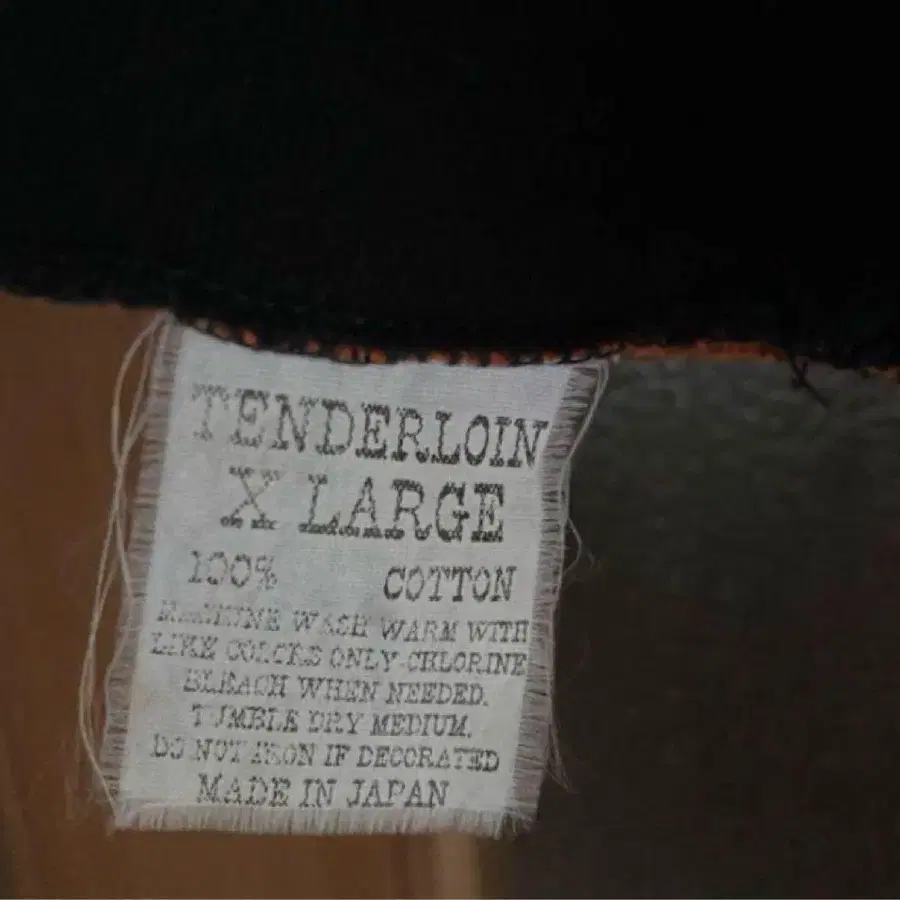 TENDERLOIN
X LARGE
100% COTTON
MACHINE WASH WARM WITH
LIKE COLORS ONLY-CHLORINE
BLEACH WHEN NEEDED.
TUMBLE DRY MEDIUM.
DO NOT IRON IF DECORATED
MADE IN JAPAN